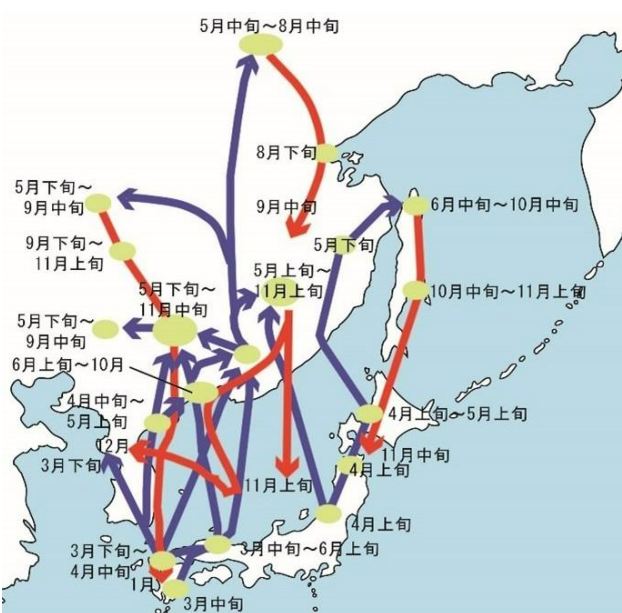 5月中旬～8月中旬
8月下旬
5月下旬～
9月中旬
9月中旬
6月中旬～10月中旬
9月下旬～
11月上旬
5月下旬
5月上旬～
11月上旬
5月下旬～
11月中旬
10月中旬～11月上旬
5月下旬～
9月中旬
6月上旬～10月
4月中旬～
5月上旬
4月上旬～5月上旬
12月
11月中旬
3月下旬
4月上旬
11月上旬
4月上旬
3月下旬～
4月中旬
3月中旬～6月上旬
1月
3月中旬